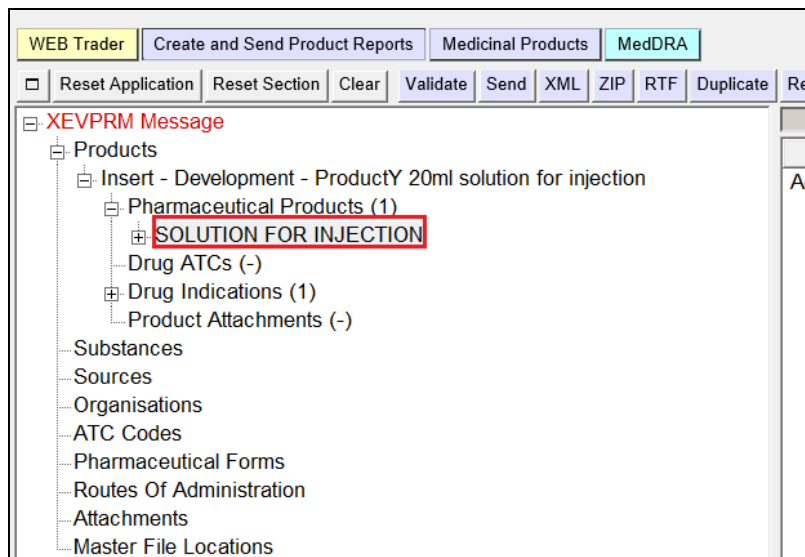 WEB Trader Create and Send Product Reports Medicinal Products MedDRA
Reset Application Reset Section Clear Validate Send XML ZIP RTF Duplicate Re
XEVPRM Message
Products
Insert - Development - ProductY 20ml solution for injection
Pharmaceutical Products (1)
SOLUTION FOR INJECTION
Drug ATCs (-)
Drug Indications (1)
Product Attachments (-)
Substances
Sources
Organisations
ATC Codes
Pharmaceutical Forms
Routes Of Administration
Attachments
Master File Locations